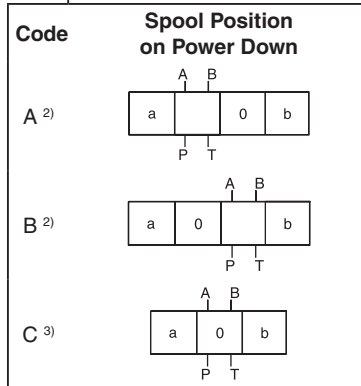 Code
Spool Position
on Power Down
A B
A 2)
a 0 b
P T
A B
B 2)
a 0 b
P T
A B
C 3)
a 0 b
P T